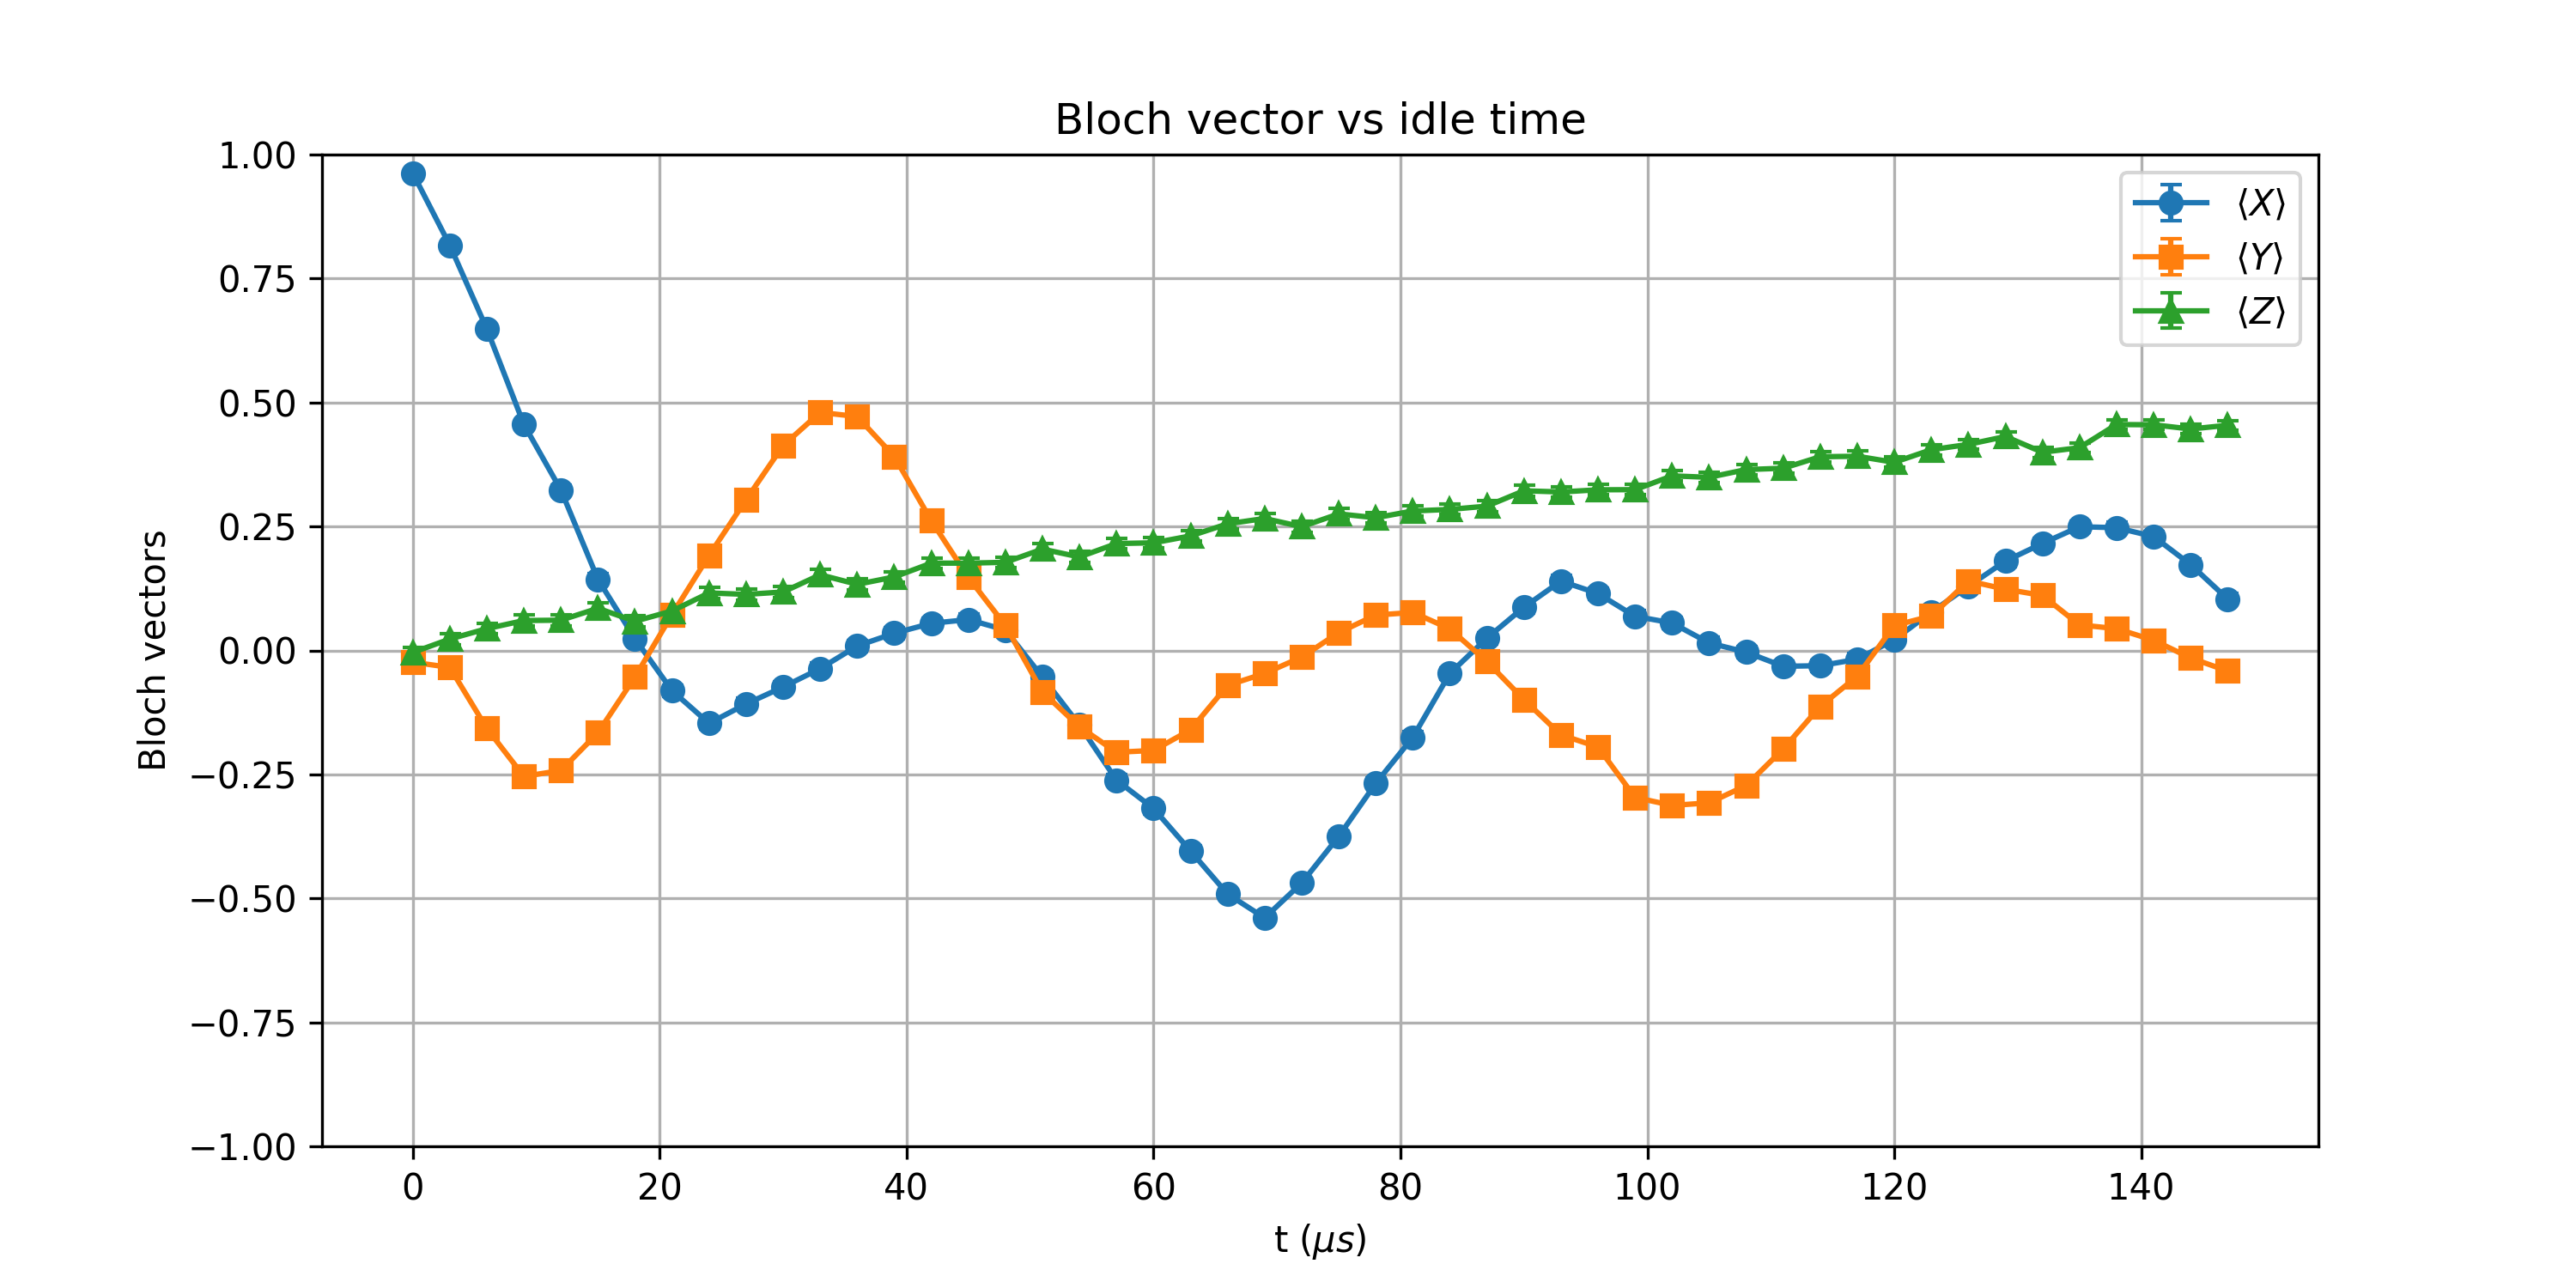 Bloch vector vs idle time
1.00
0.75
0.50
0.25
0.00
−0.25
−0.50
−0.75
−1.00
Bloch vectors
⟨X⟩
⟨Y⟩
⟨Z⟩
0 20 40 60 80 100 120 140
t (μs)